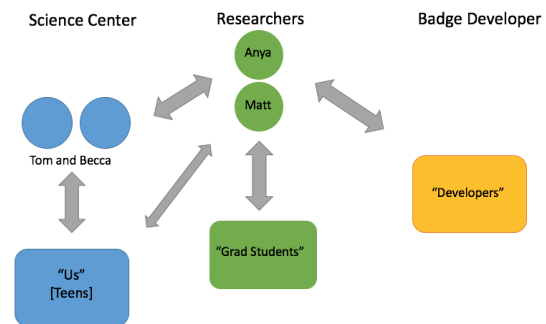 Science Center
Researchers
Badge Developer
Anya
Matt
Tom and Becca
“Developers”
“Us”
[Teens]
“Grad Students”